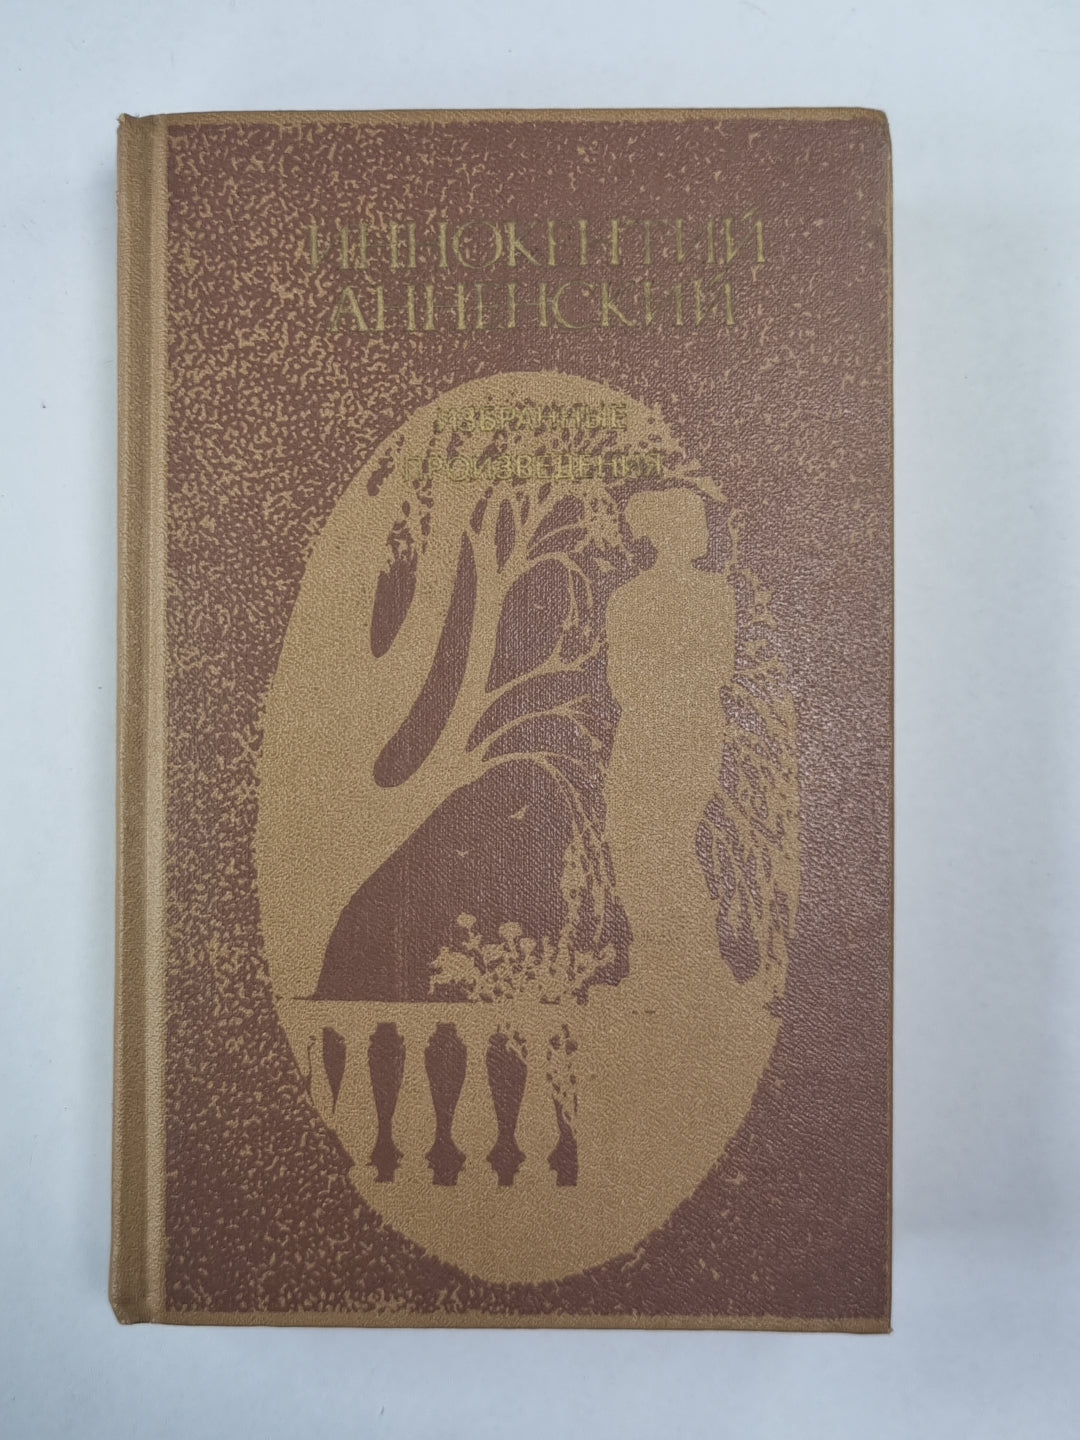 ИННОКЕНТИЙ
АННЕНСКИЙ
ИЗБРАННЫЕ
ПРОИЗВЕДЕНИЯ